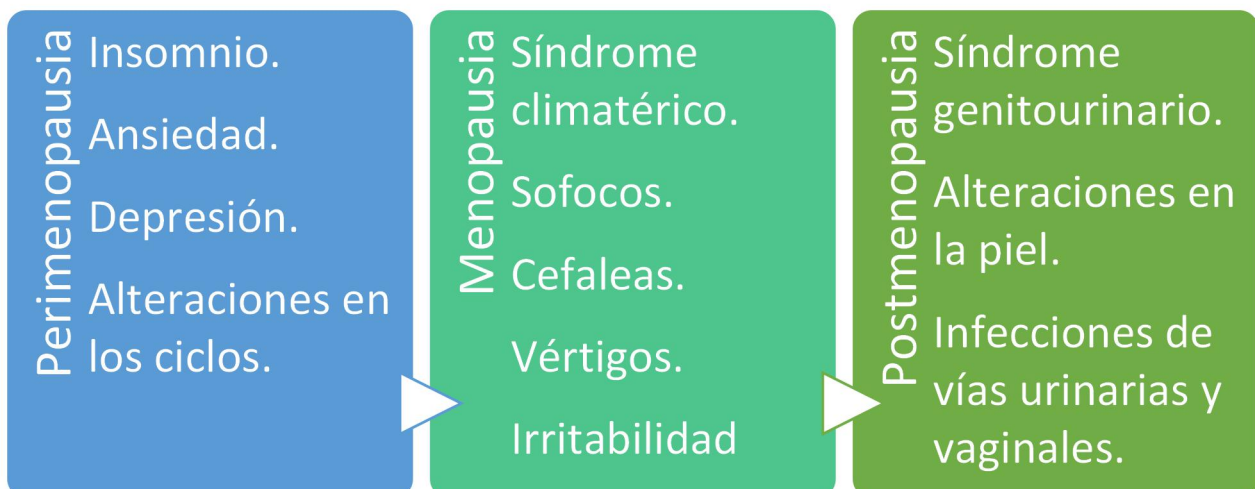 Perimenopausia
Insomnio.
Ansiedad.
Depresión.
Alteraciones en
los ciclos.
Menopausia
Síndrome
climatérico.
Sofocos.
Cefaleas.
Vértigos.
Irritabilidad
Postmenopausia
Síndrome
genitourinario.
Alteraciones en
la piel.
Infecciones de
vías urinarias y
vaginales.